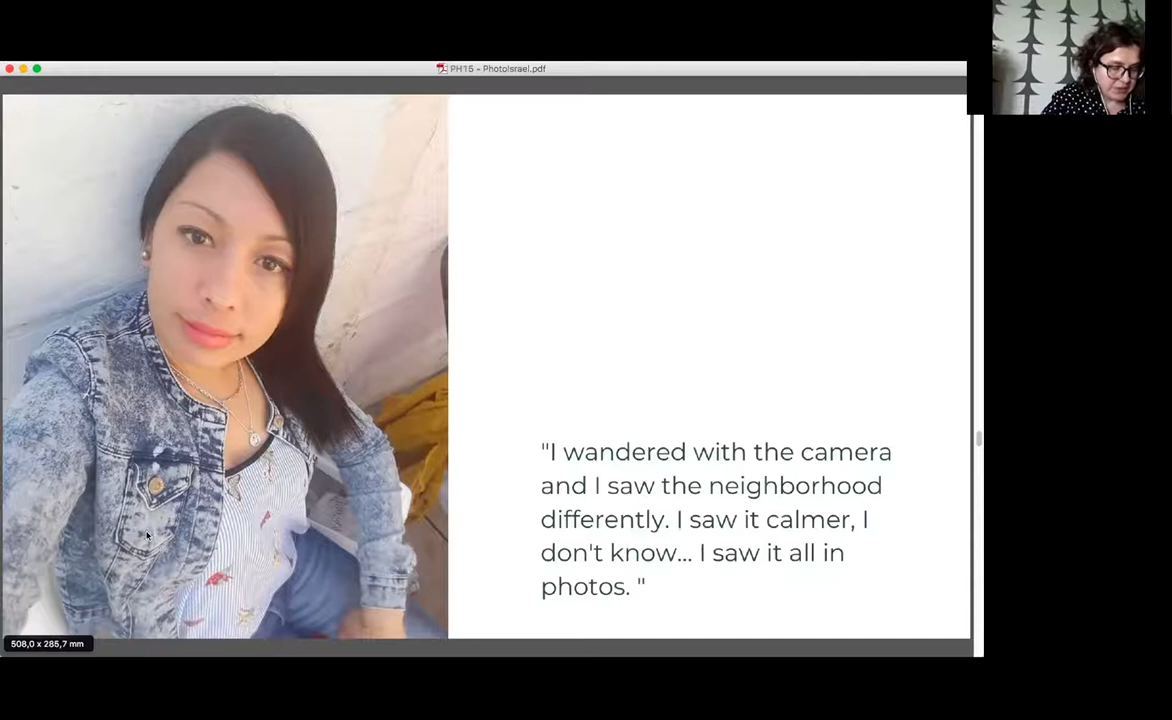 PH15 - PhotoIsrael.pdf
"I wandered with the camera
and I saw the neighborhood
differently. I saw it calmer, I
don't know... I saw it all in
photos. "
508,0 x 285,7 mm